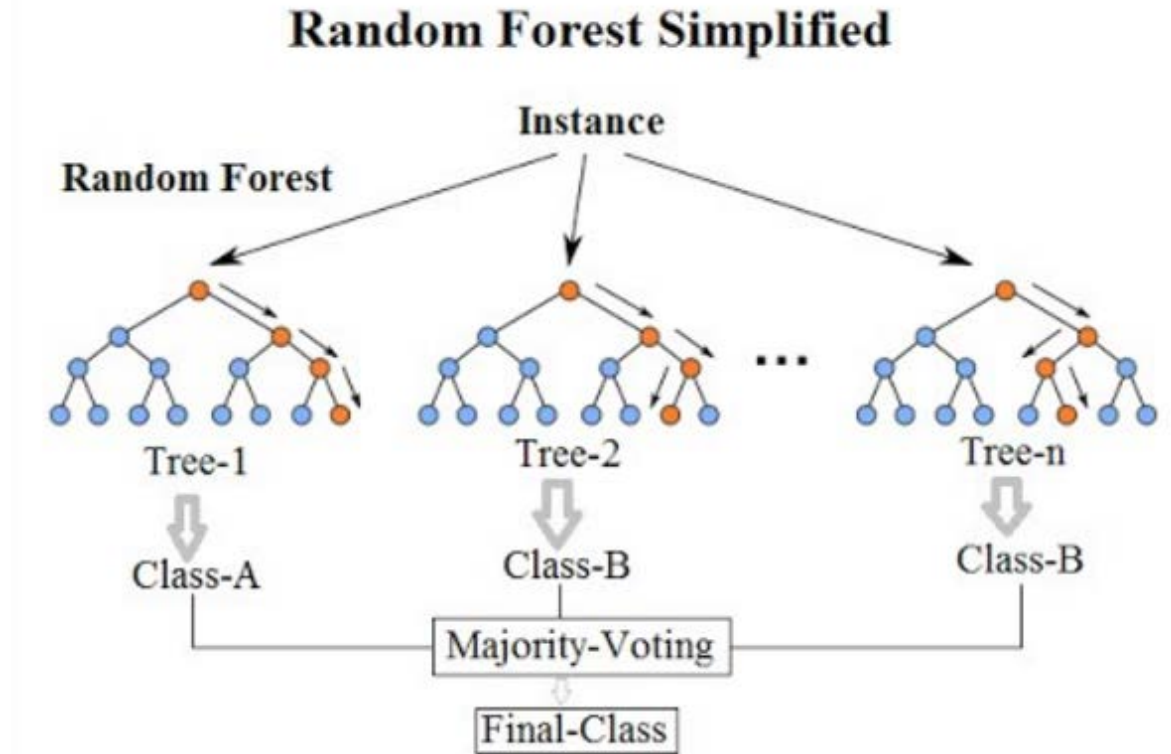 Random Forest Simplified
Instance
Random Forest
...
Tree-1
Tree-2
Tree-n
Class-A
Class-B
Class-B
Majority-Voting
Final-Class